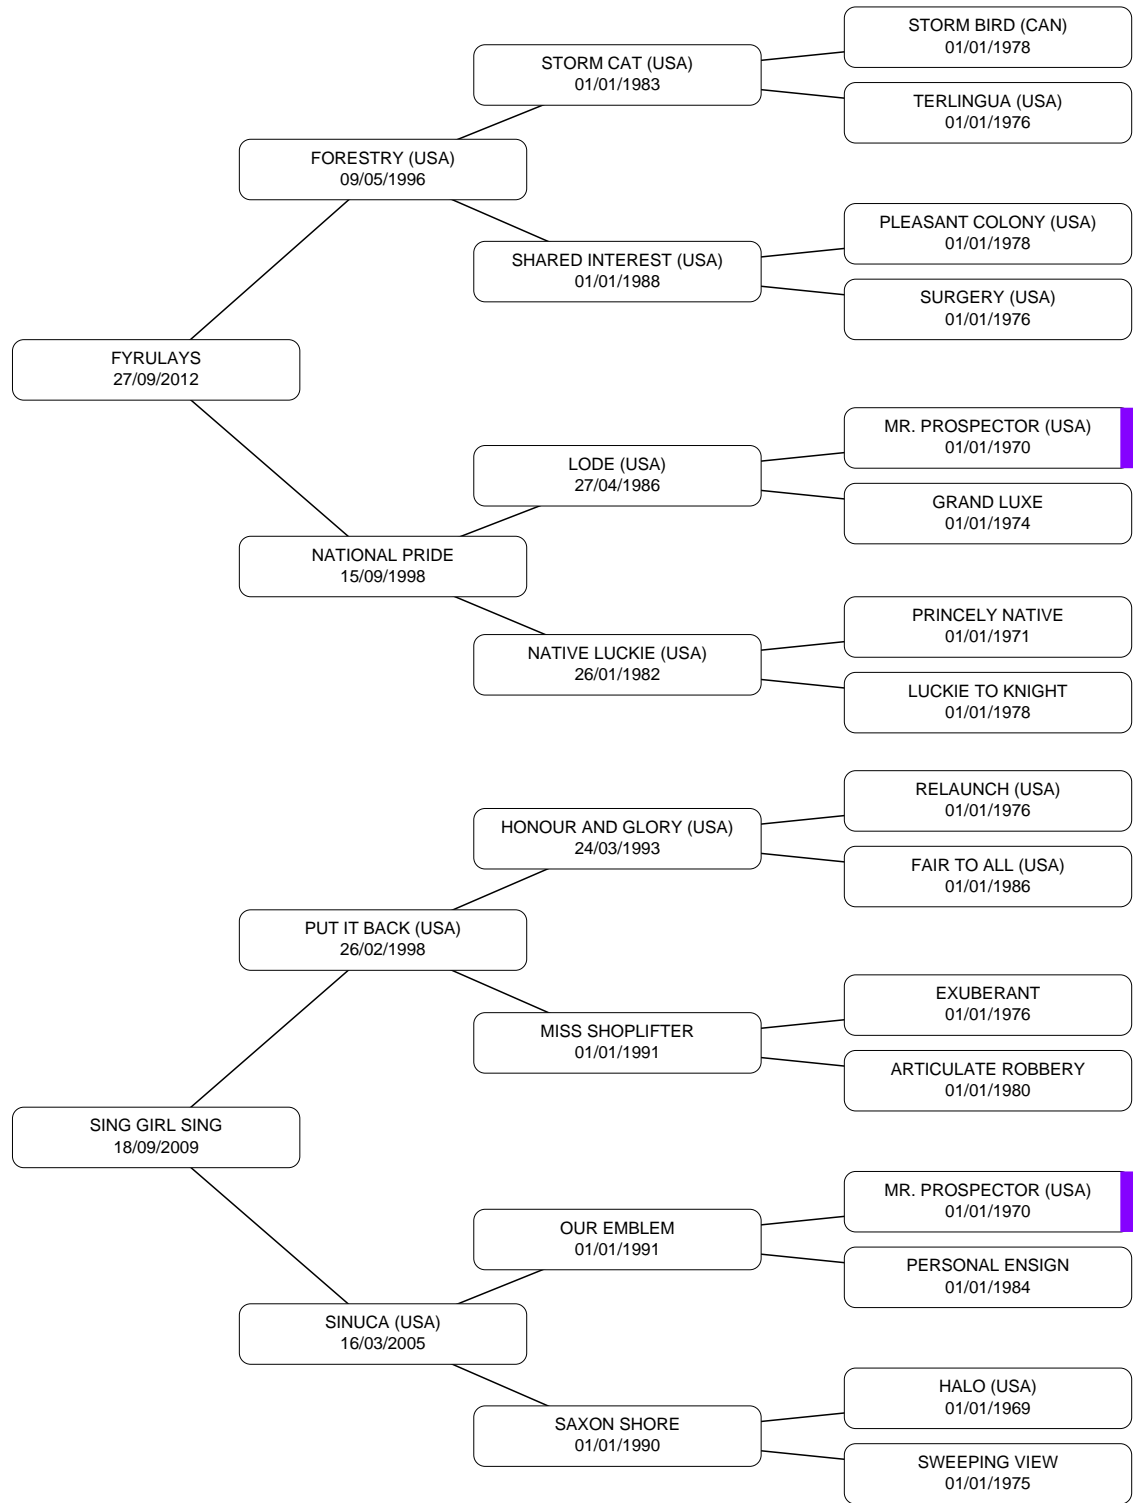 STORM BIRD (CAN)
01/01/1978
STORM CAT (USA)
01/01/1983
TERLINGUA (USA)
01/01/1976
FORESTRY (USA)
09/05/1996
PLEASANT COLONY (USA)
01/01/1978
SHARED INTEREST (USA)
01/01/1988
SURGERY (USA)
01/01/1976
FYRULAYS
27/09/2012
MR. PROSPECTOR (USA)
01/01/1970
LODE (USA)
27/04/1986
GRAND LUXE
01/01/1974
NATIONAL PRIDE
15/09/1998
PRINCELY NATIVE
01/01/1971
NATIVE LUCKIE (USA)
26/01/1982
LUCKIE TO KNIGHT
01/01/1978
RELAUNCH (USA)
01/01/1976
HONOUR AND GLORY (USA)
24/03/1993
FAIR TO ALL (USA)
01/01/1986
PUT IT BACK (USA)
26/02/1998
EXUBERANT
01/01/1976
MISS SHOPLIFTER
01/01/1991
ARTICULATE ROBBERY
01/01/1980
SING GIRL SING
18/09/2009
MR. PROSPECTOR (USA)
01/01/1970
OUR EMBLEM
01/01/1991
PERSONAL ENSIGN
01/01/1984
SINUCA (USA)
16/03/2005
HALO (USA)
01/01/1969
SAXON SHORE
01/01/1990
SWEEPING VIEW
01/01/1975